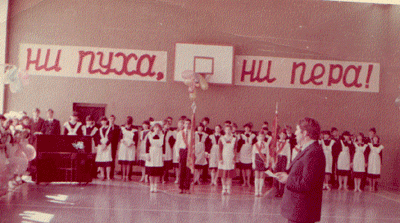 ни пуха, ни пера!